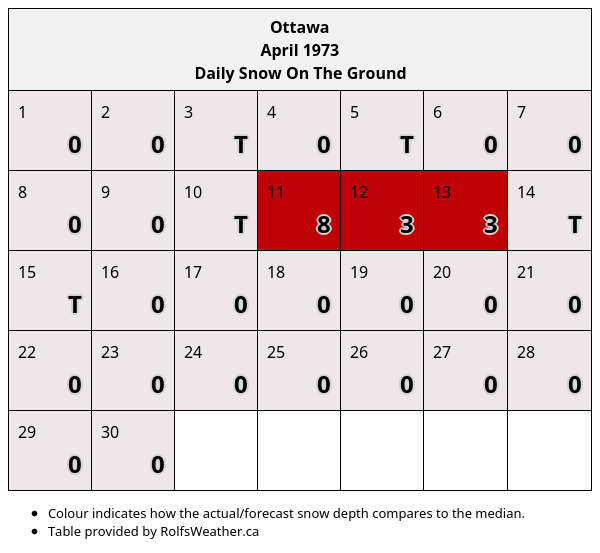 Ottawa
April 1973
Daily Snow On The Ground
1 2 3 4 5 6 7
0 0 T 0 T 0 0
8 9 10 11 12 13 14
0 0 T 8 3 3 T
15 16 17 18 19 20 21
T 0 0 0 0 0 0
22 23 24 25 26 27 28
0 0 0 0 0 0 0
29 30
0 0
• Colour indicates how the actual/forecast snow depth compares to the median.
• Table provided by RolfsWeather.ca